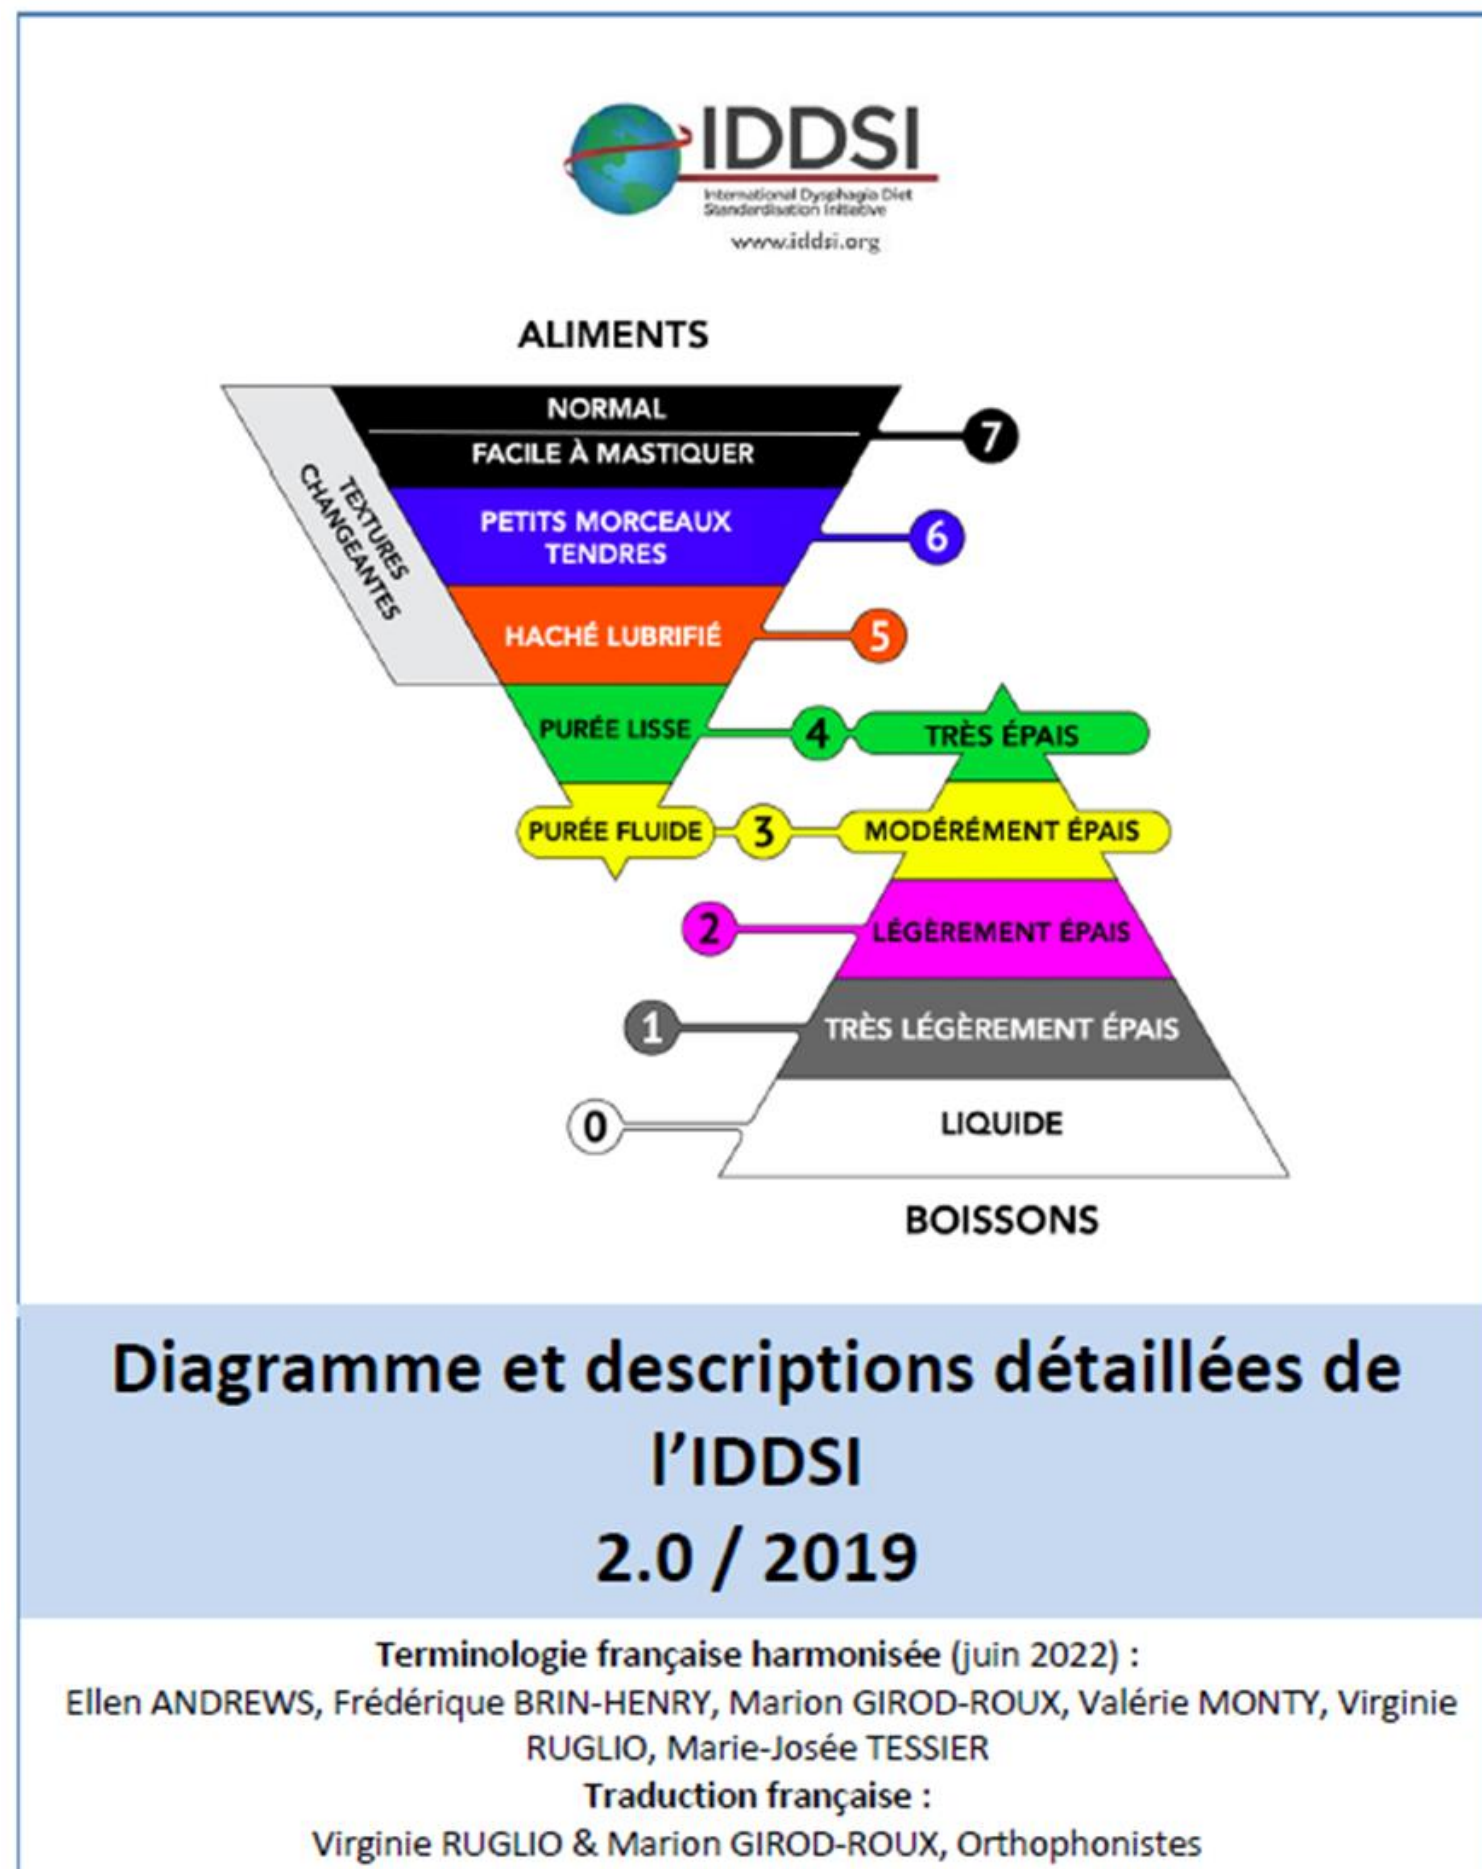 IDDSI
International Dysphagia Diet
Standardisation Initiative
www.iddsi.org
ALIMENTS
NORMAL
7
FACILE À MASTIQUER
TEXTURES
CHANGEANTES
PETITS MORCEAUX
TENDRES
6
HACHÉ LUBRIFIÉ
5
PURÉE LISSE
4
TRÈS ÉPAIS
PURÉE FLUIDE
3
MODÉRÉMENT ÉPAIS
2
LÉGÈREMENT ÉPAIS
1
TRÈS LÉGÈREMENT ÉPAIS
0
LIQUIDE
BOISSONS
Diagramme et descriptions détaillées de
l’IDDSI
2.0 / 2019
Terminologie française harmonisée (juin 2022) :
Ellen ANDREWS, Frédérique BRIN-HENRY, Marion GIROD-ROUX, Valérie MONTY, Virginie
RUGLIO, Marie-Josée TESSIER
Traduction française :
Virginie RUGLIO & Marion GIROD-ROUX, Orthophonistes